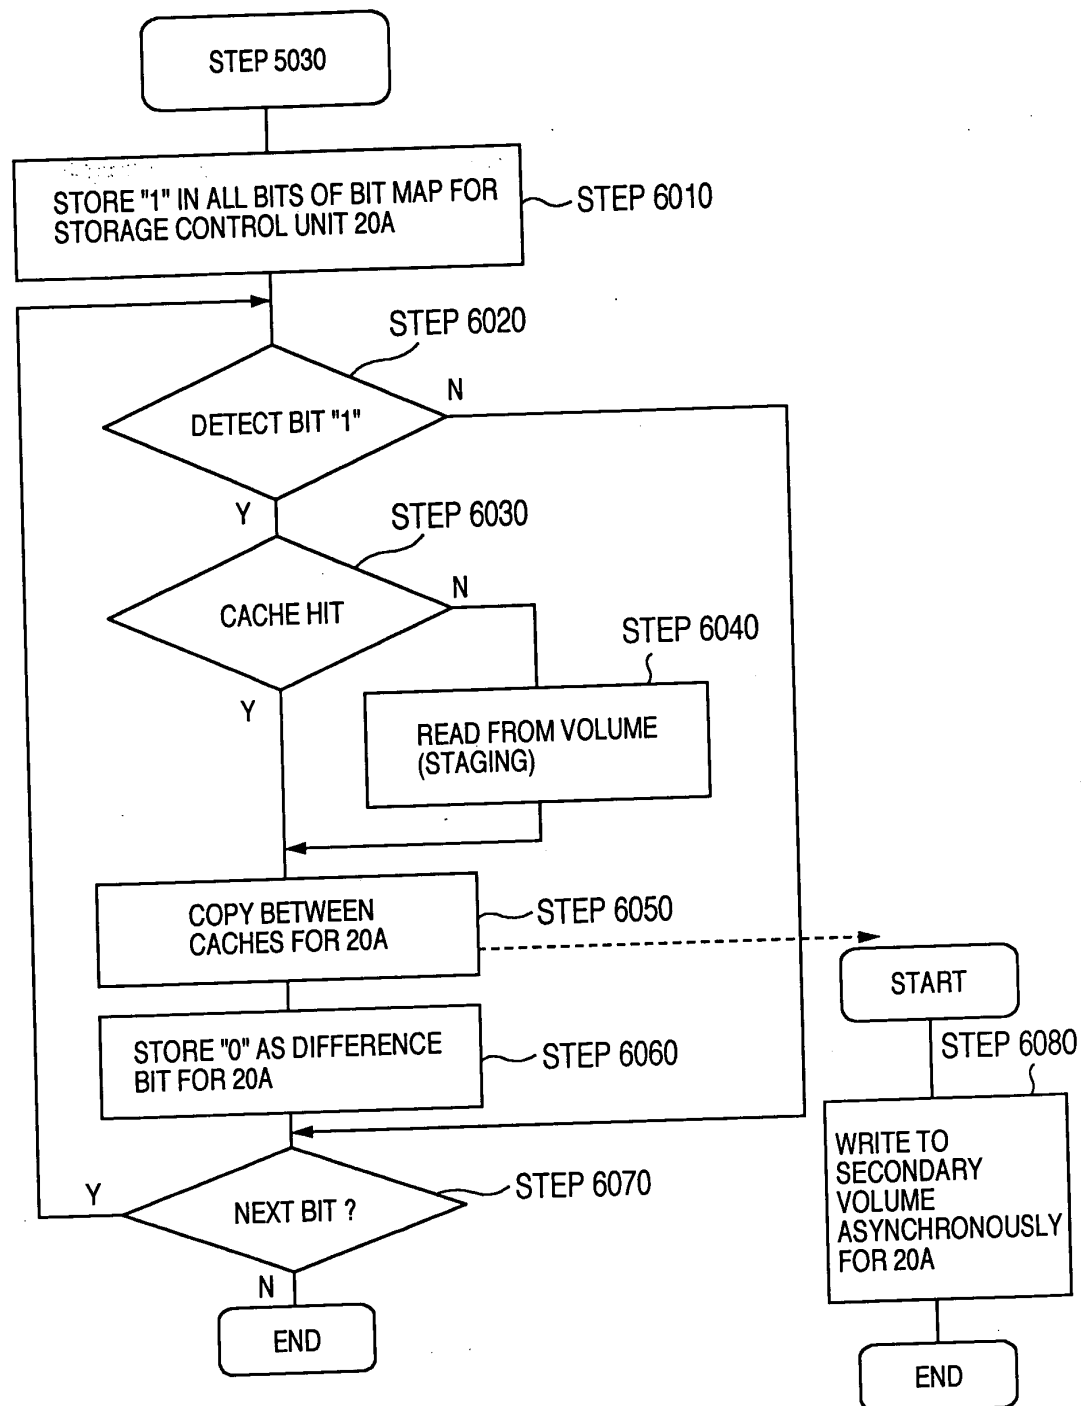 STEP 5030
STORE "1" IN ALL BITS OF BIT MAP FOR
STORAGE CONTROL UNIT 20A
STEP 6010
STEP 6020
DETECT BIT "1"
N
Y
STEP 6030
CACHE HIT
N
Y
STEP 6040
READ FROM VOLUME
(STAGING)
COPY BETWEEN
CACHES FOR 20A
STEP 6050
STORE "0" AS DIFFERENCE
BIT FOR 20A
STEP 6060
NEXT BIT ?
STEP 6070
Y
N
END
START
STEP 6080
WRITE TO
SECONDARY
VOLUME
ASYNCHRONOUSLY
FOR 20A
END